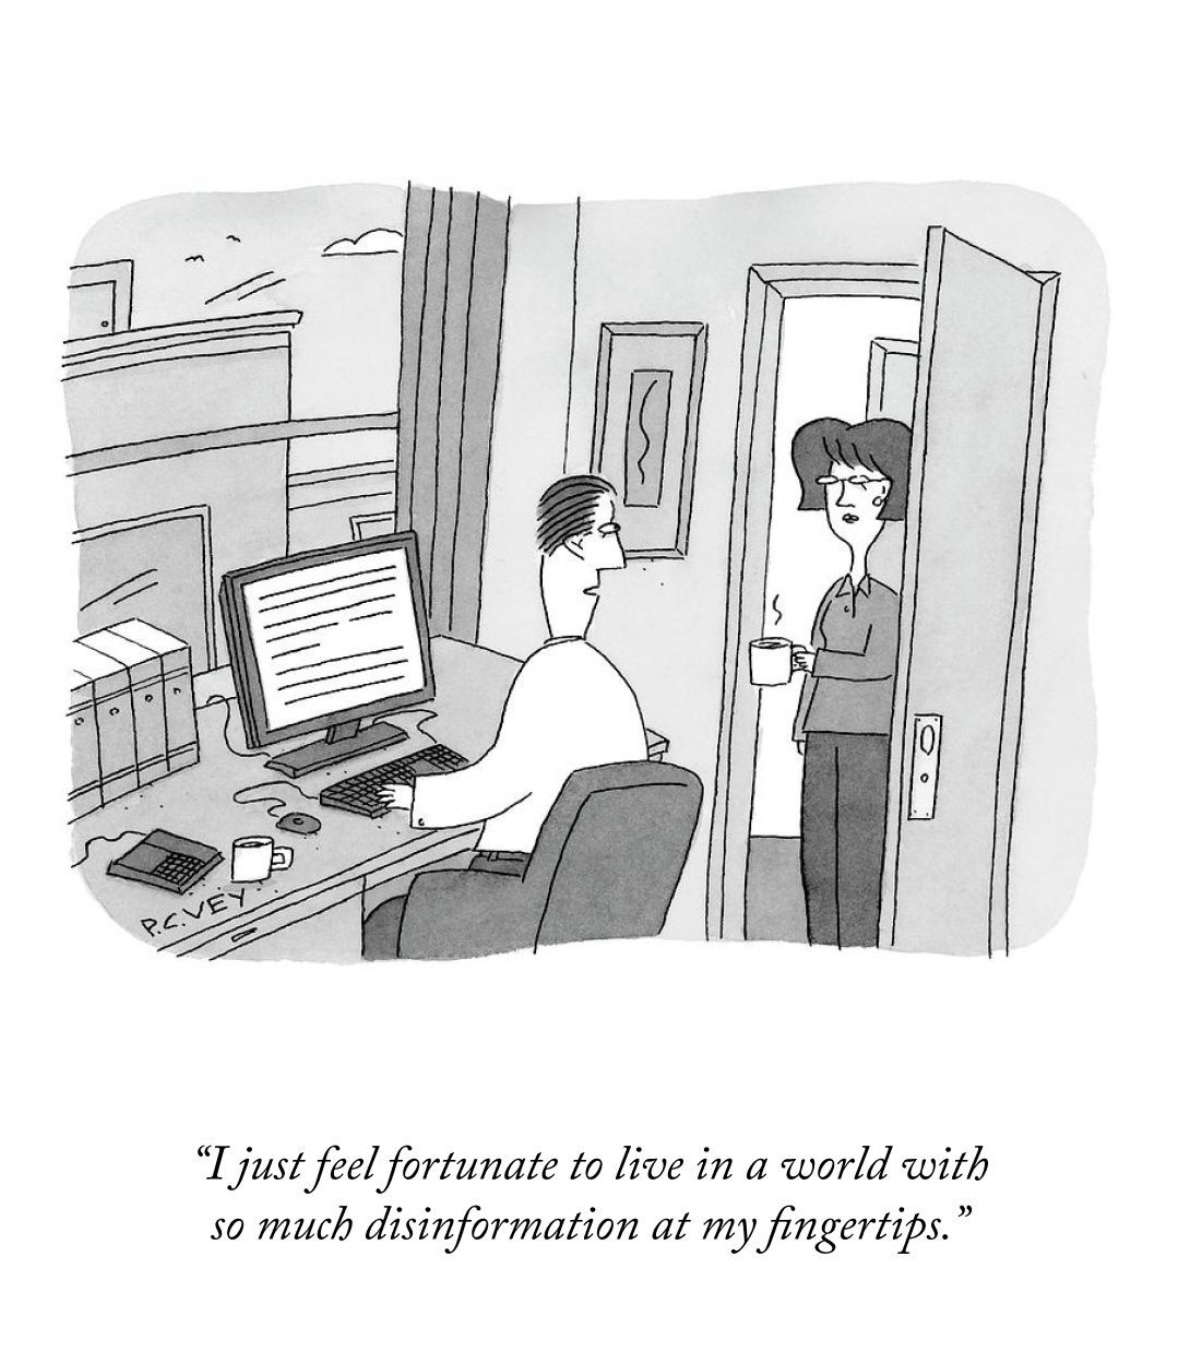 P.C.VEY
“I just feel fortunate to live in a world with
so much disinformation at my fingertips.”